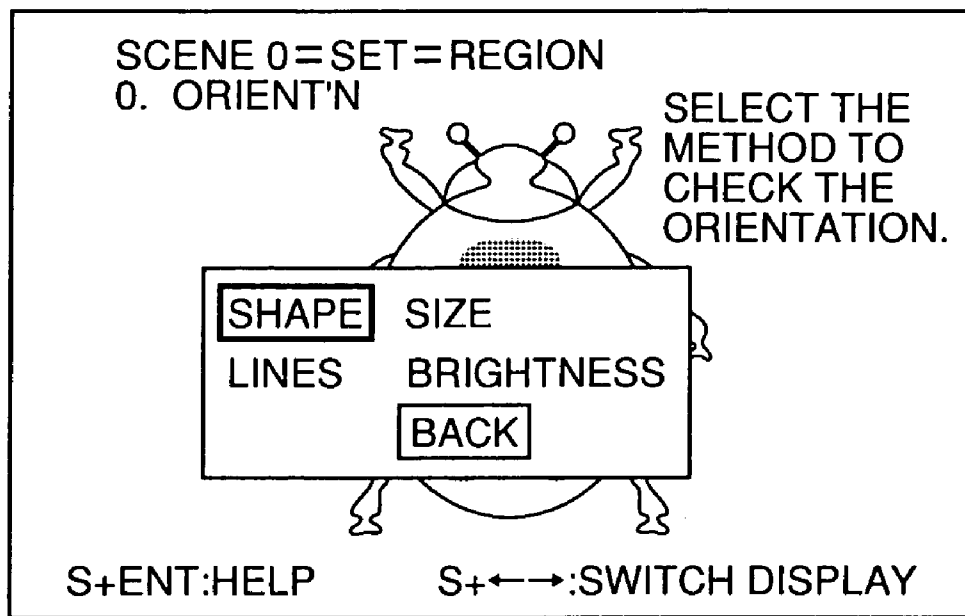 SCENE 0=SET=REGION
0. ORIENT'N
SELECT THE
METHOD TO
CHECK THE
ORIENTATION.
SHAPE SIZE
LINES BRIGHTNESS
BACK
S+ENT:HELP S+←→:SWITCH DISPLAY